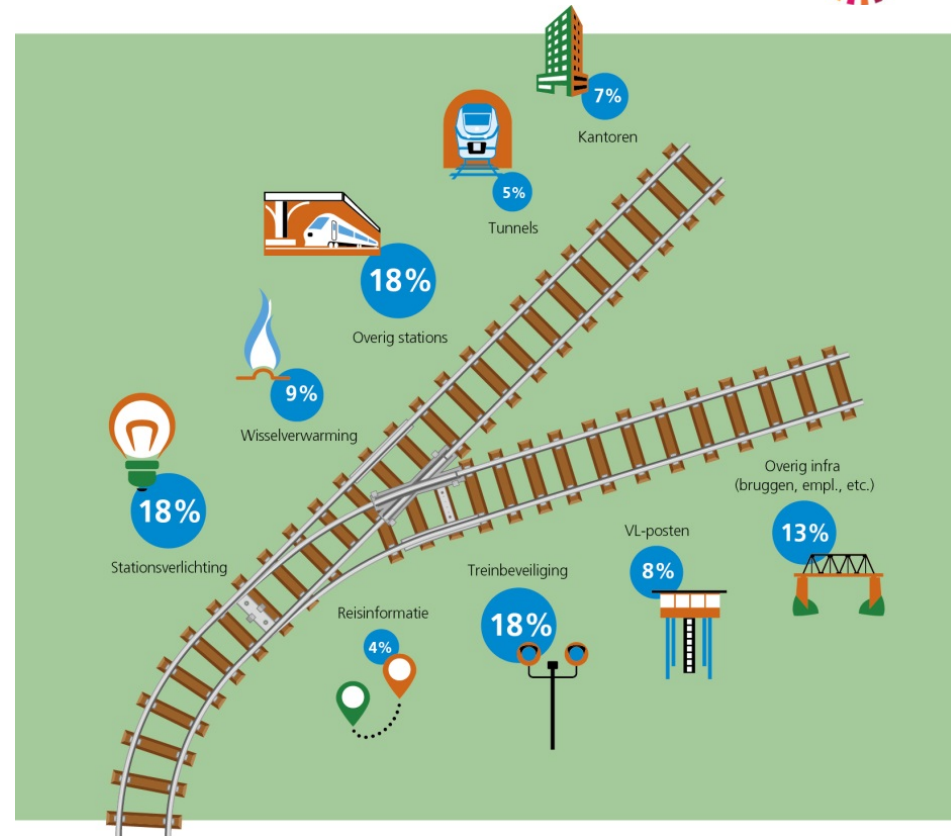 7%
Kantoren
5%
Tunnels
18%
Overig stations
9%
Wisselverwarming
18%
Stationsverlichting
Overig infra
(bruggen, empl., etc.)
13%
VL-posten
8%
Treinbeveiliging
18%
Reisinformatie
4%